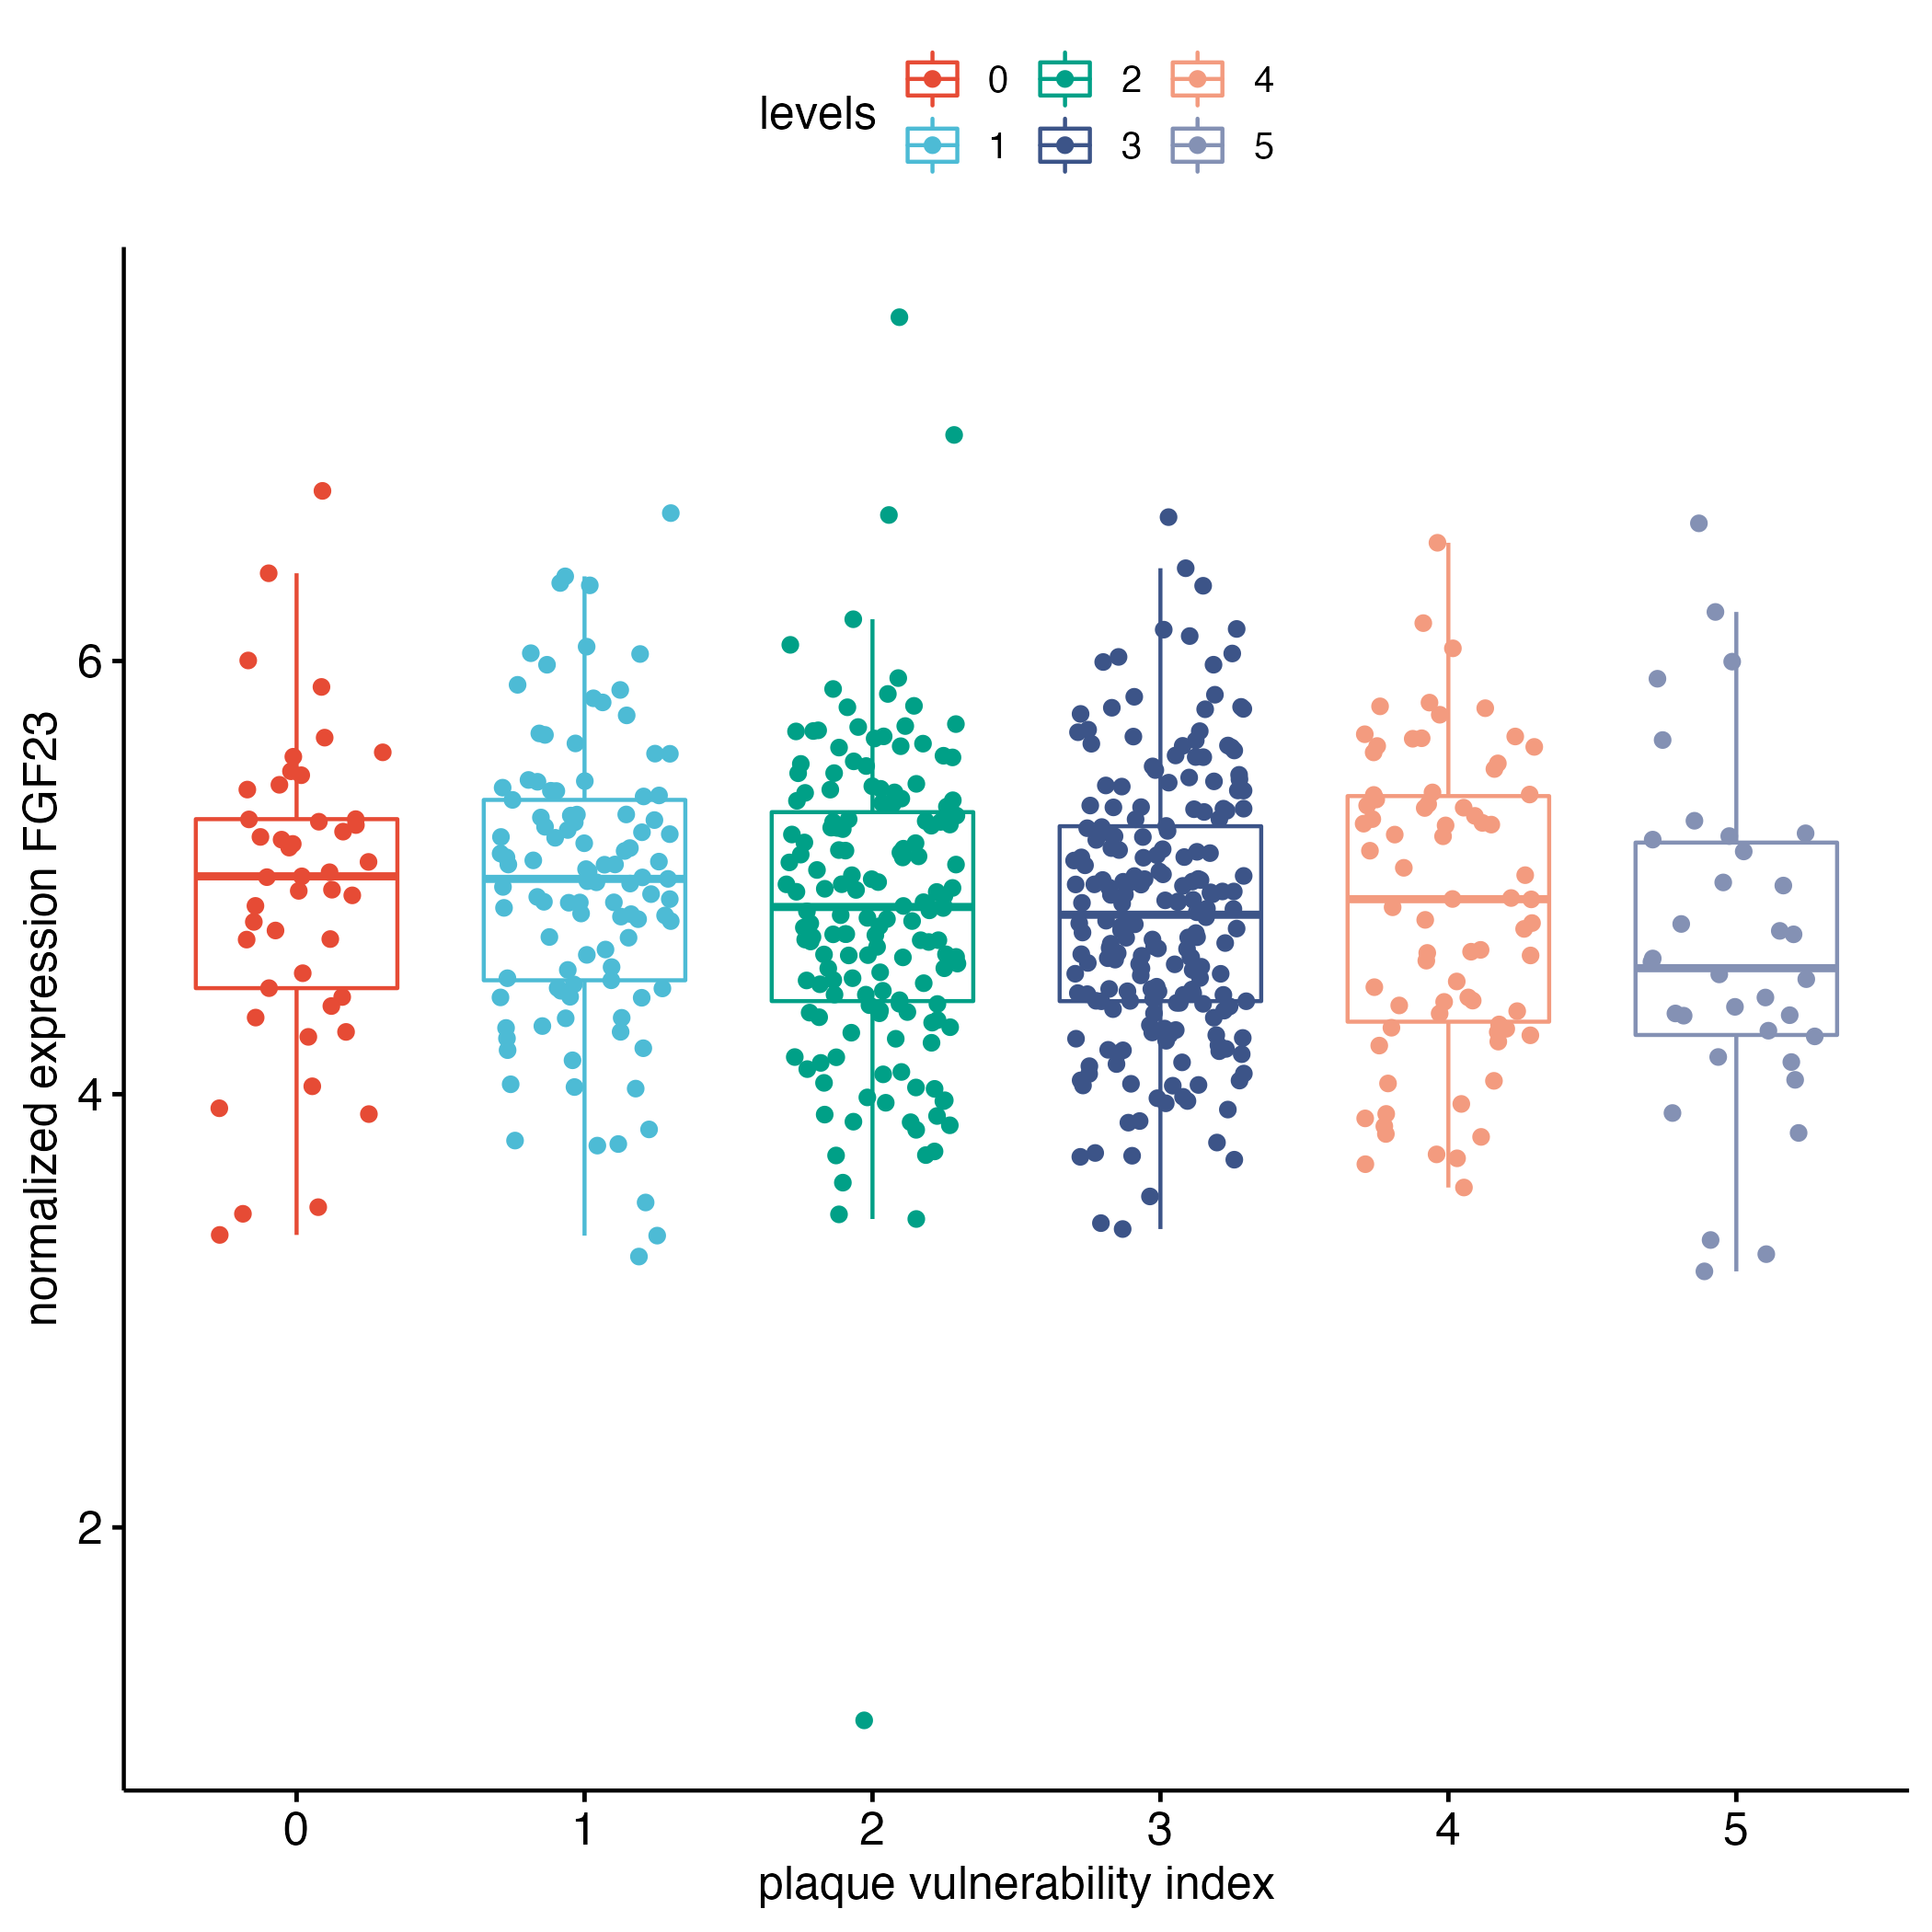 levels
0 2 4
1 3 5
normalized expression FGF23
6
4
2
0 1 2 3 4 5
plaque vulnerability index